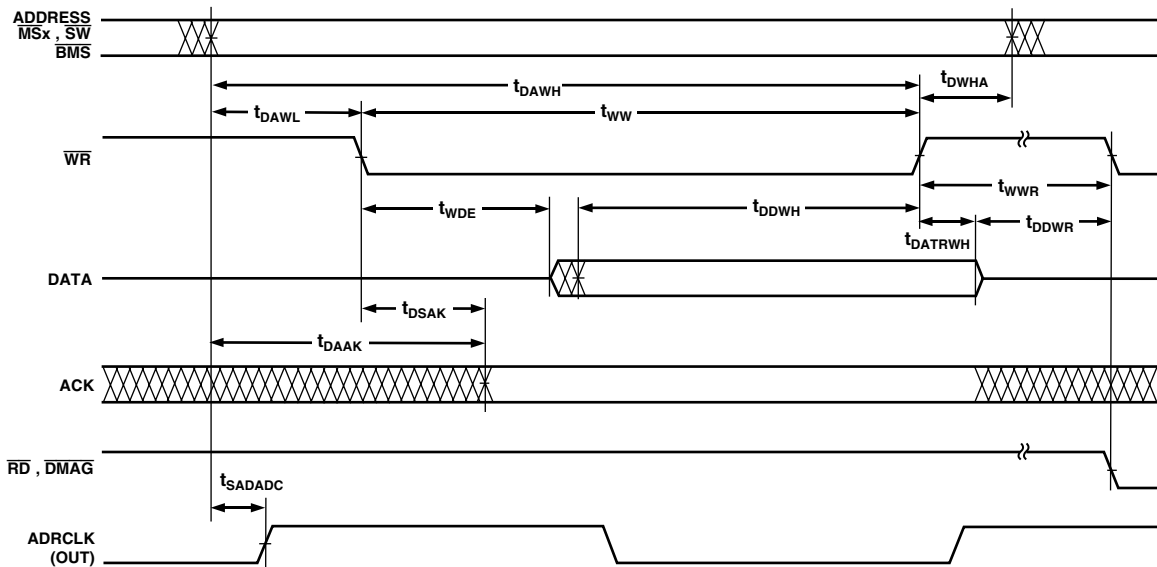 ADDRESS
MSx , SW
BMS
tDAWH
tDWHA
tDAWL
tWW
WR
tWWR
tWDE
tDDWH
tDDWR
tDATRWH
DATA
tDSAK
tDAAK
ACK
RD , DMAG
tSADADC
ADRCLK
(OUT)